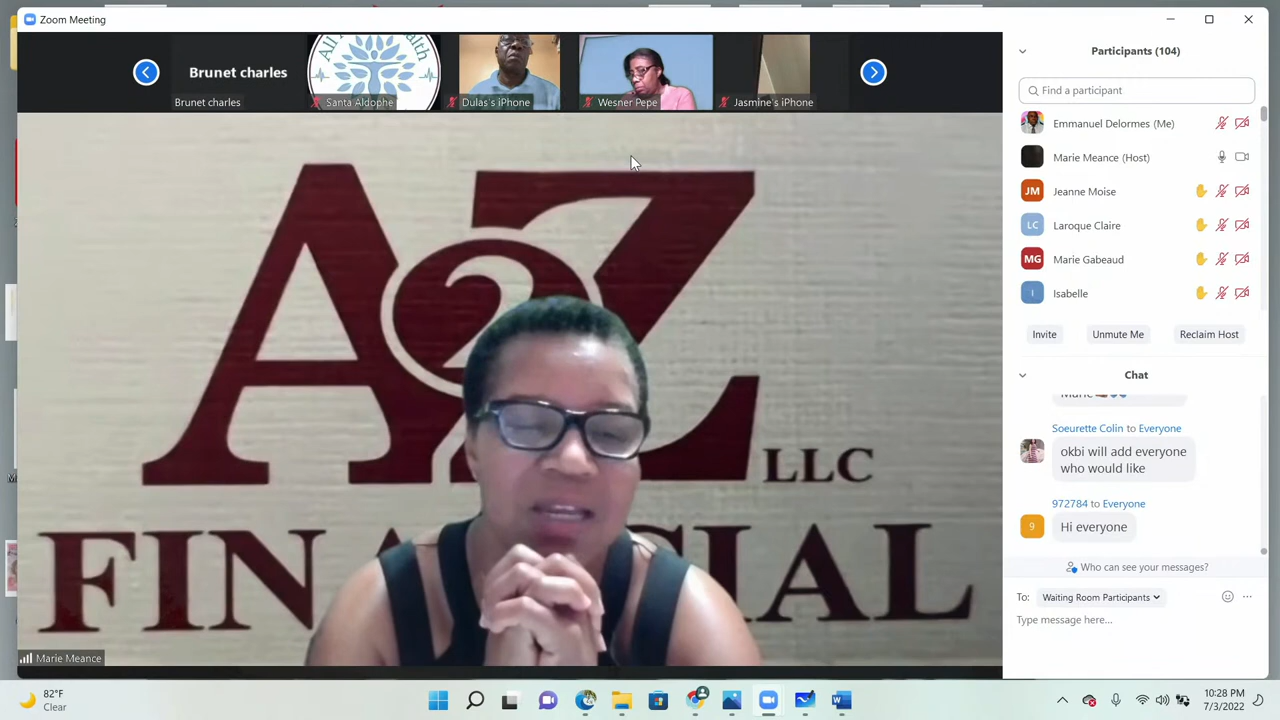 Zoom Meeting
Brunet charles
Brunet charles
Santa Aldophe
Dulas's iPhone
Wesner Pepe
Jasmine's iPhone
A2Z
LLC
FINANCIAL
Marie Meance
Participants (104)
Find a participant
Emmanuel Delormes (Me)
Marie Meance (Host)
JM Jeanne Moise
LC Laroque Claire
MG Marie Gabeaud
I Isabelle
Invite
Unmute Me
Reclaim Host
Chat
Soeurette Colin to Everyone
okbi will add everyone
who would like
972784 to Everyone
9 Hi everyone
Who can see your messages?
To: Waiting Room Participants
Type message here...
82°F
Clear
10:28 PM
7/3/2022